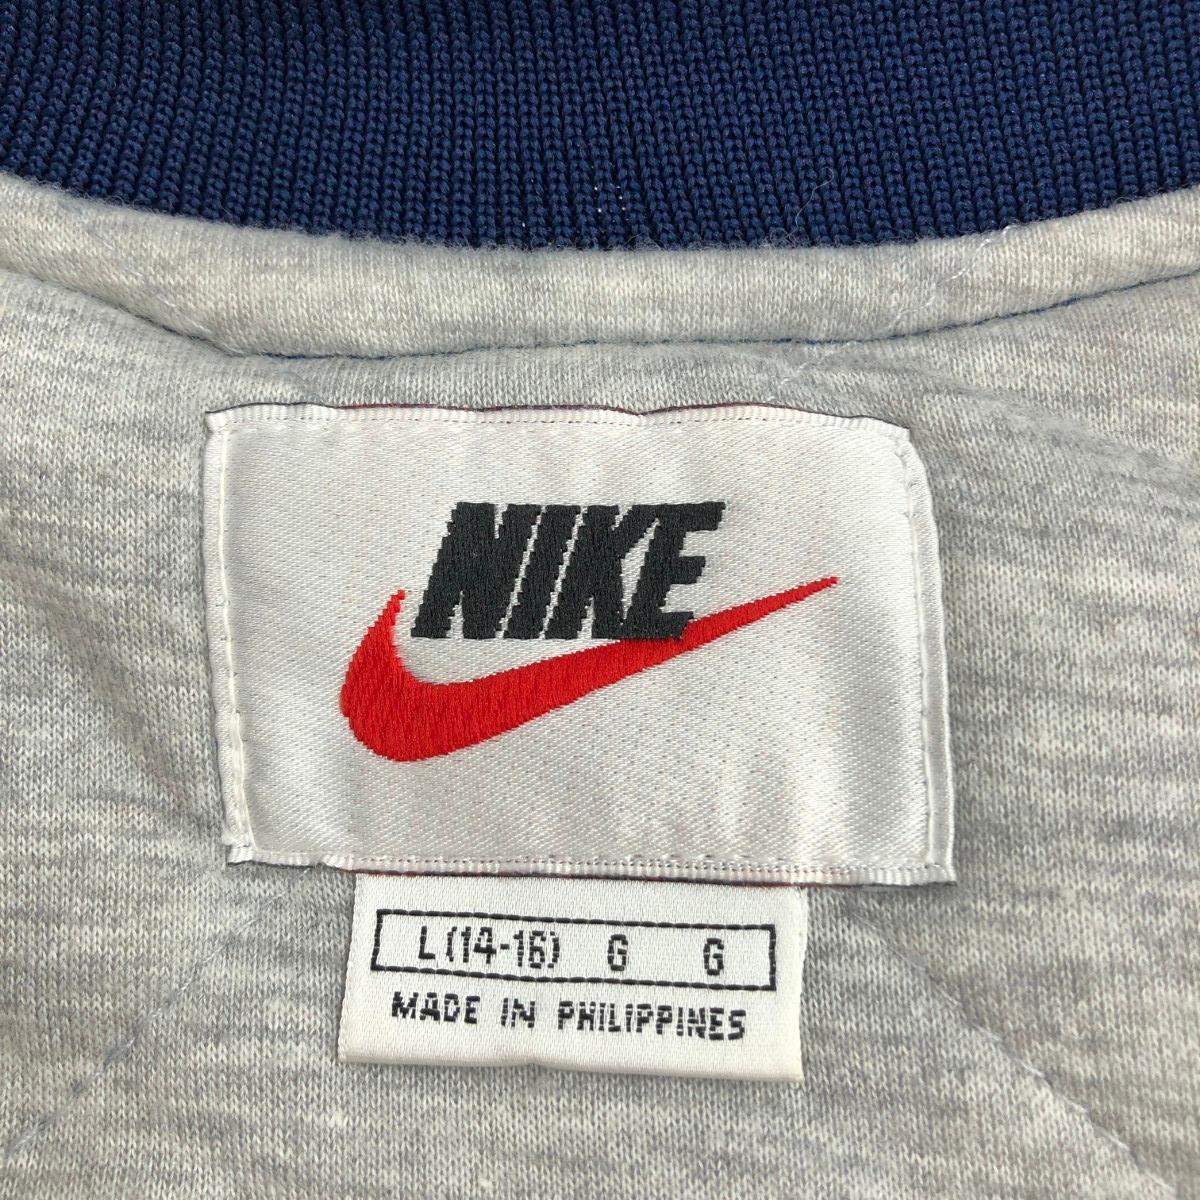 NIKE
L(14-16) G G
MADE IN PHILIPPINES